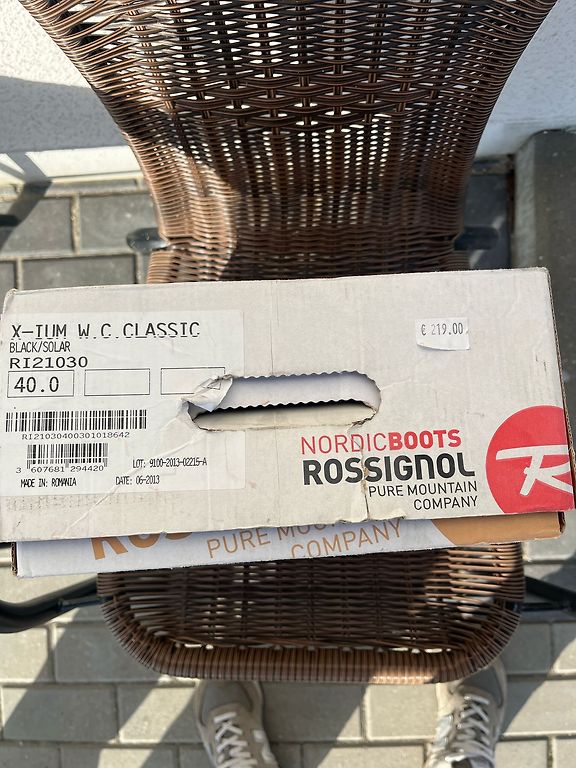 X-IUM W.C.CLASSIC
BLACK/SOLAR
RI21030
40.0
RI210300400301018642
3 607681 294420
LOT: 9100-2013-02215-A
MADE IN: ROMANIA
DATE: 06-2013
€ 219.00
NORDICBOOTS
ROSSIGNOL
PURE MOUNTAIN
COMPANY
R
PURE MOU
COMPANY